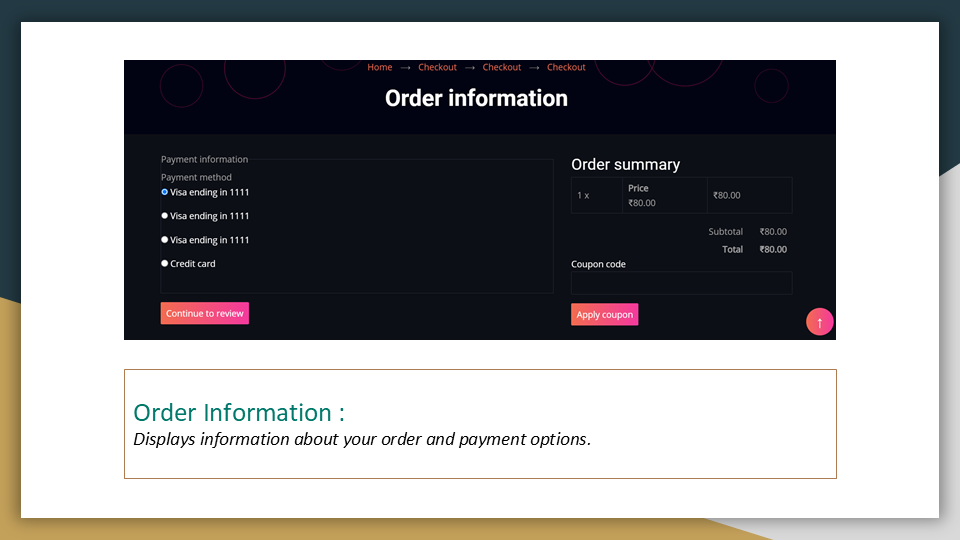 Home → Checkout → Checkout → Checkout
Order information
Payment information
Payment method
Visa ending in 1111
Visa ending in 1111
Visa ending in 1111
Credit card
Continue to review
Order summary
1 x Price ₹80.00
₹80.00
Subtotal ₹80.00
Total ₹80.00
Coupon code
Apply coupon
↑
Order Information :
Displays information about your order and payment options.